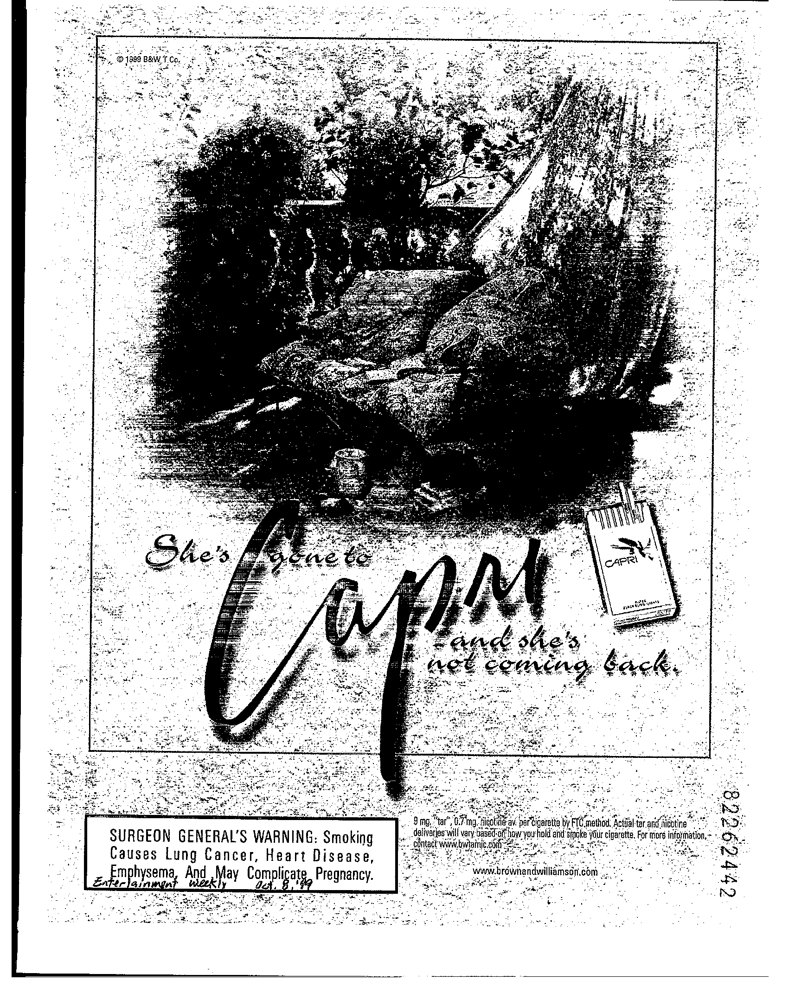 © 1999 B&W T Co.
She's gone to
Capri
and she's
not coming back.
CAPRI
SURGEON GENERAL'S WARNING: Smoking
Causes Lung Cancer, Heart Disease,
Emphysema, And May Complicate Pregnancy.
Entertainment Weekly Oct. 8, '99
9 mg. "tar", 0.7 mg. nicotine av. per cigarette by FTC method. Actual tar and nicotine
deliveries will vary based on how you hold and smoke your cigarette. For more information,
contact www.bwtarnic.com
www.brownandwilliamson.com
82262442